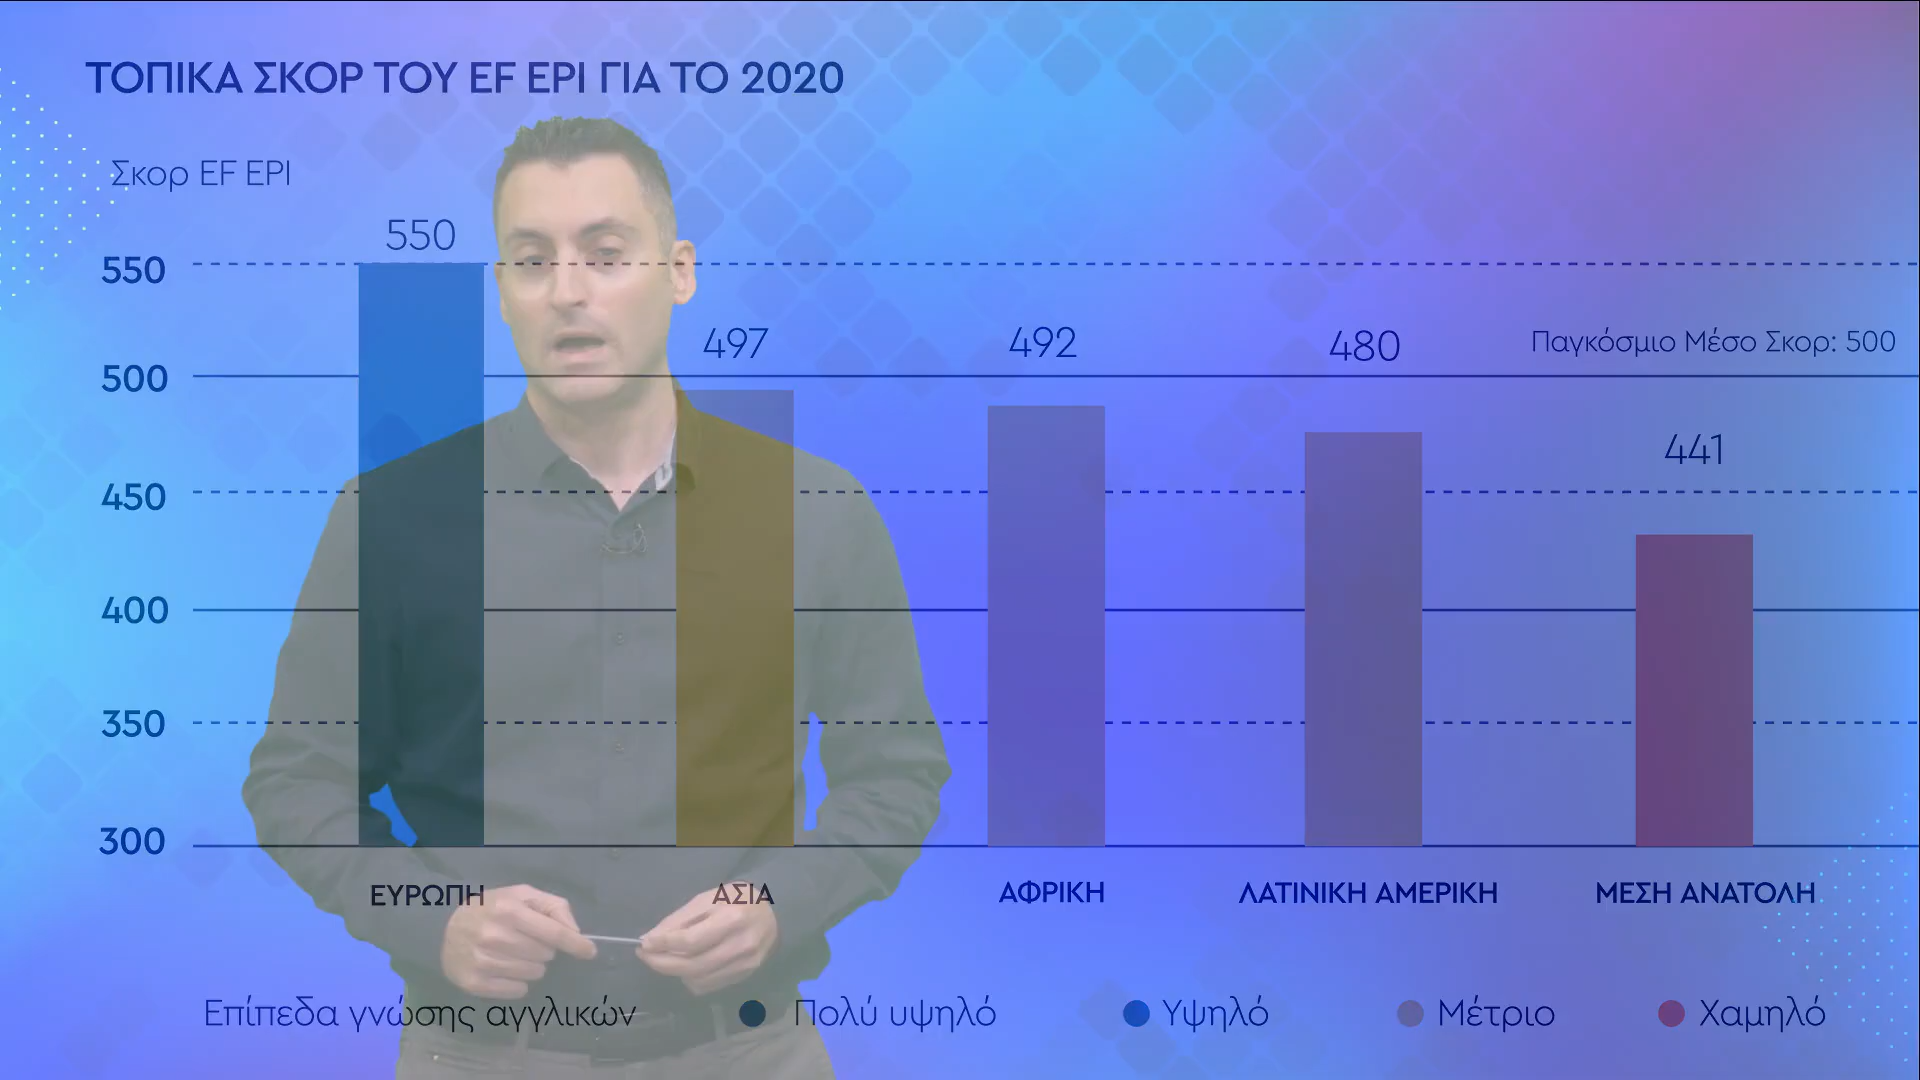 ΤΟΠΙΚΑ ΣΚΟΡ ΤΟΥ EF EPI ΓΙΑ ΤΟ 2020
Σκορ EF EPI
550
550
500
450
400
350
300
497
492
480
Παγκόσμιο Μέσο Σκορ: 500
441
ΕΥΡΩΠΗ
ΑΣΙΑ
ΑΦΡΙΚΗ
ΛΑΤΙΝΙΚΗ ΑΜΕΡΙΚΗ
ΜΕΣΗ ΑΝΑΤΟΛΗ
Επίπεδα γνώσης αγγλικών
Πολύ υψηλό
Υψηλό
Μέτριο
Χαμηλό